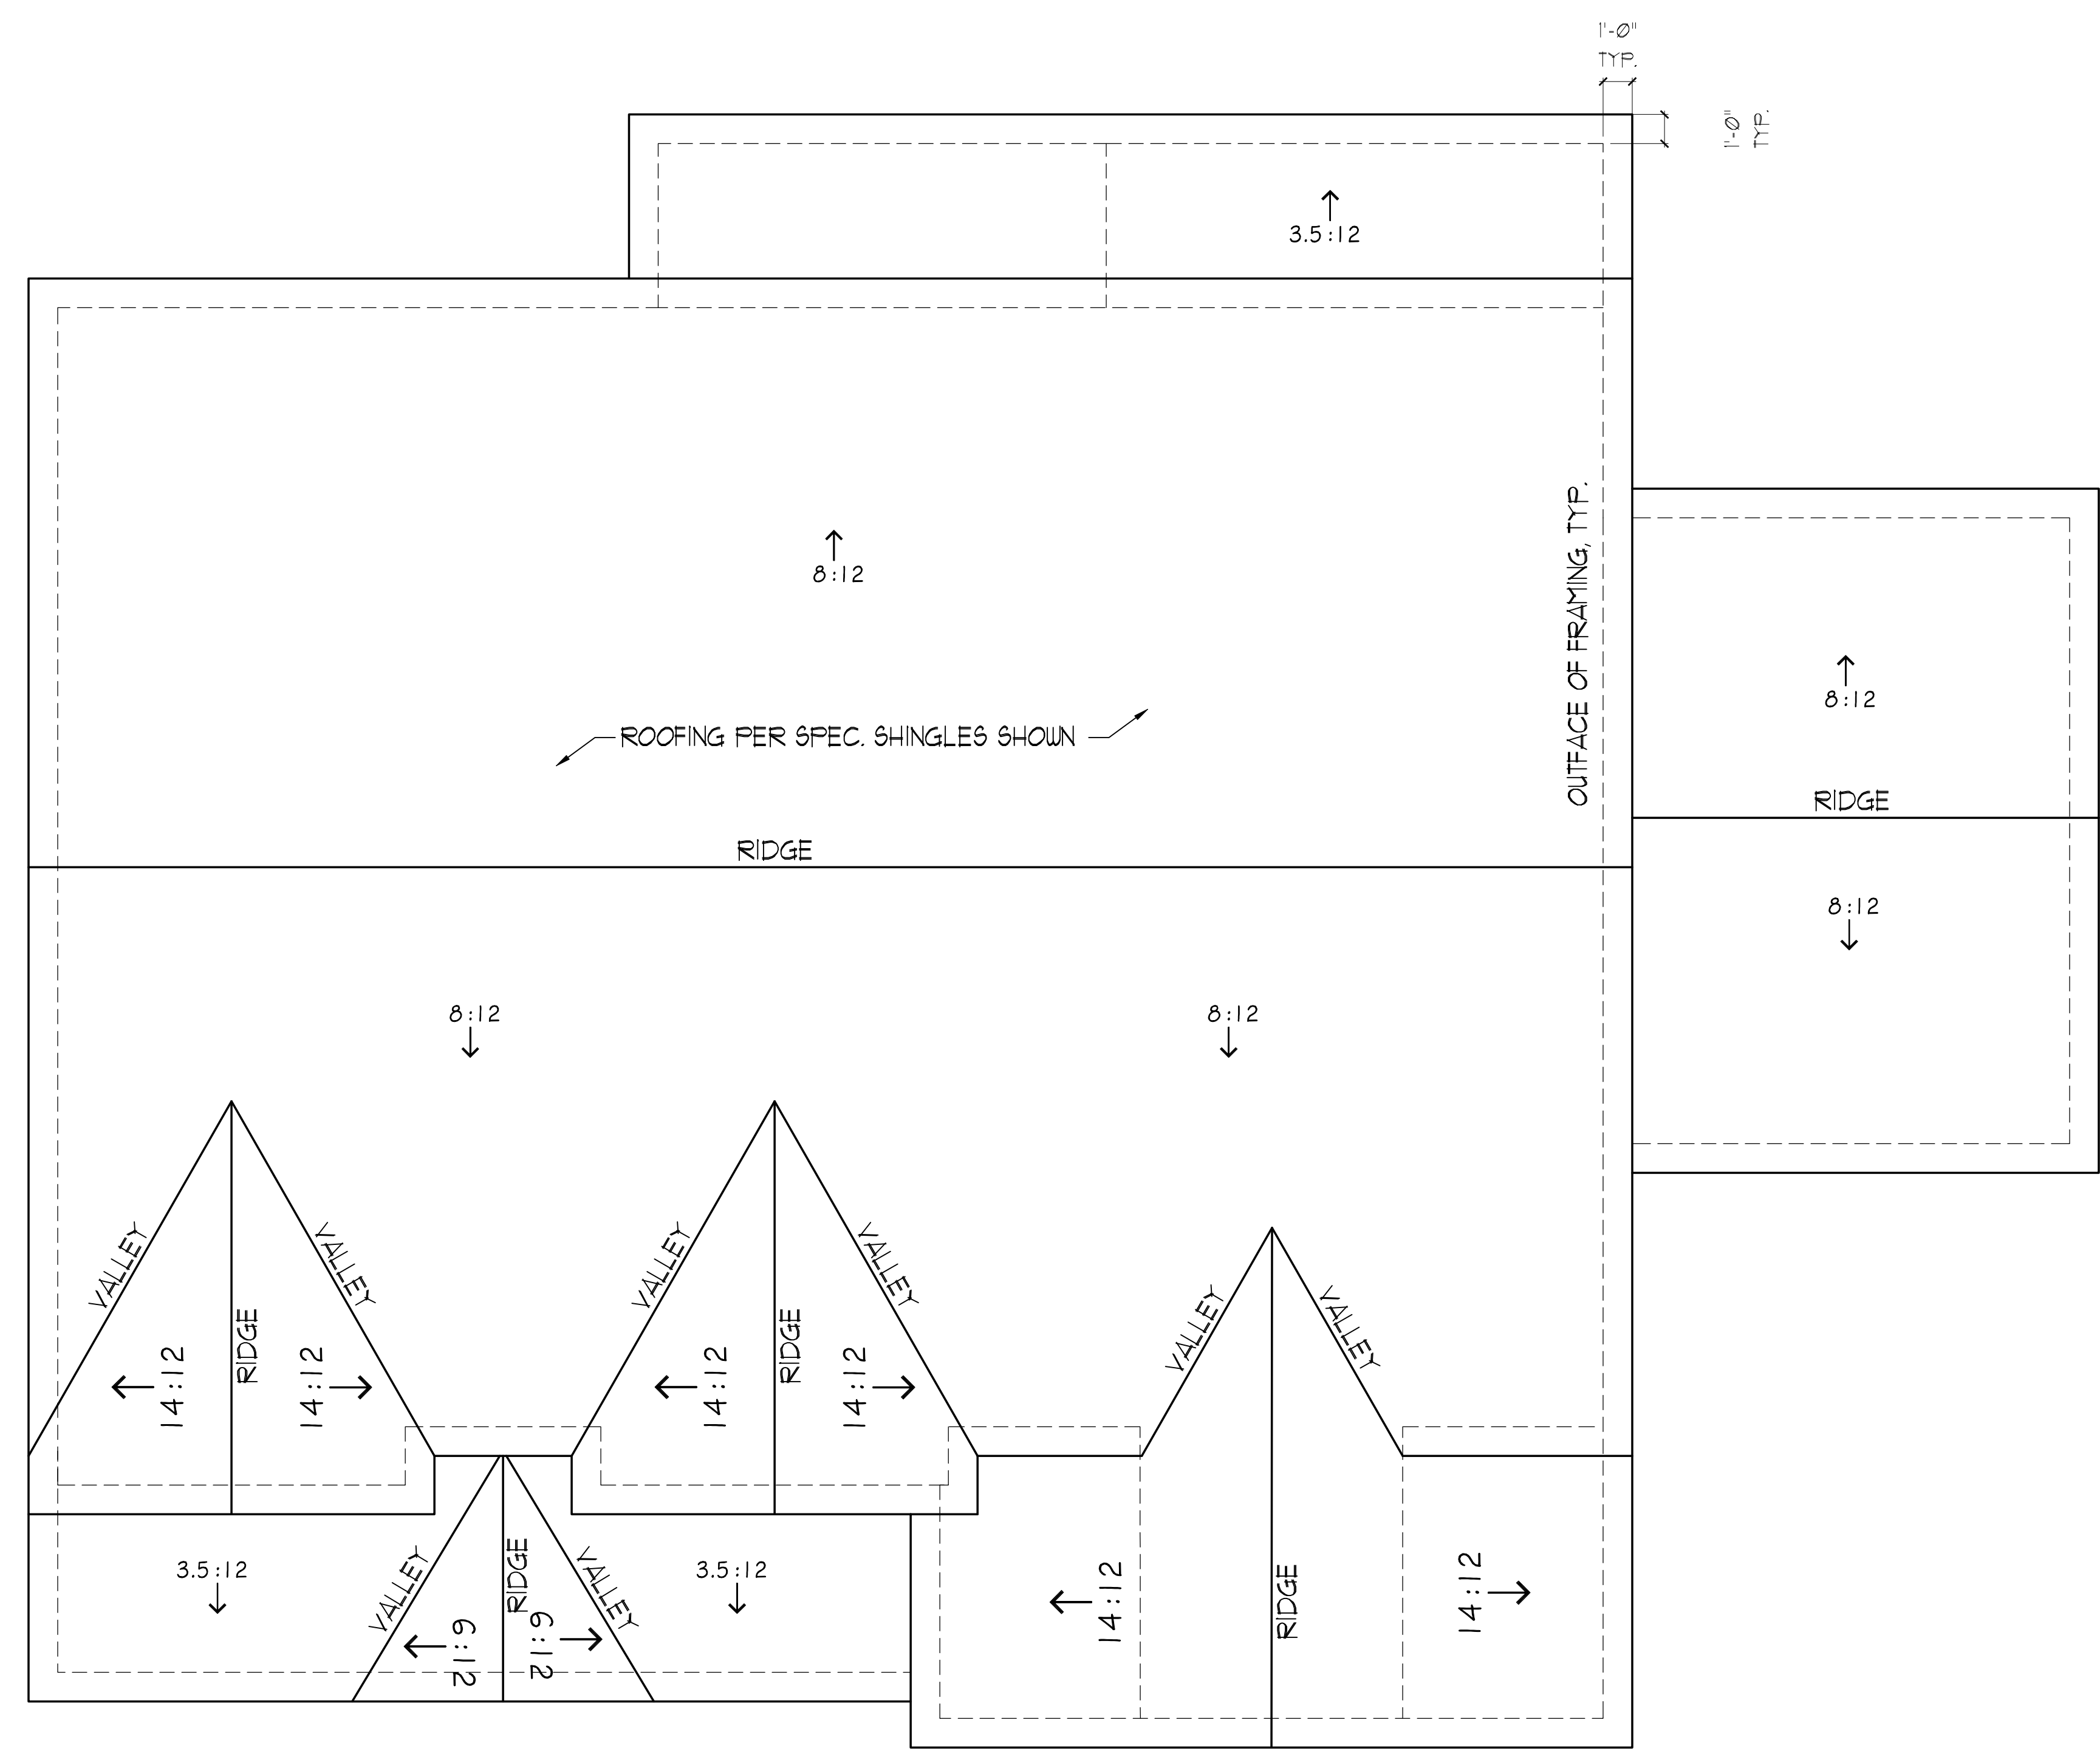 1'-0"
TYP.
1'-0"
TYP.
3.5:12
OUTFACE OF FRAMING, TYP.
8:12
8:12
ROOFING PER SPEC. SHINGLES SHOWN
RIDGE
RIDGE
8:12
8:12
8:12
VALLEY
VALLEY
VALLEY
VALLEY
VALLEY
VALLEY
14:12
RIDGE
14:12
14:12
RIDGE
14:12
3.5:12
VALLEY
RIDGE
VALLEY
3.5:12
6:12
6:12
14:12
RIDGE
14:12